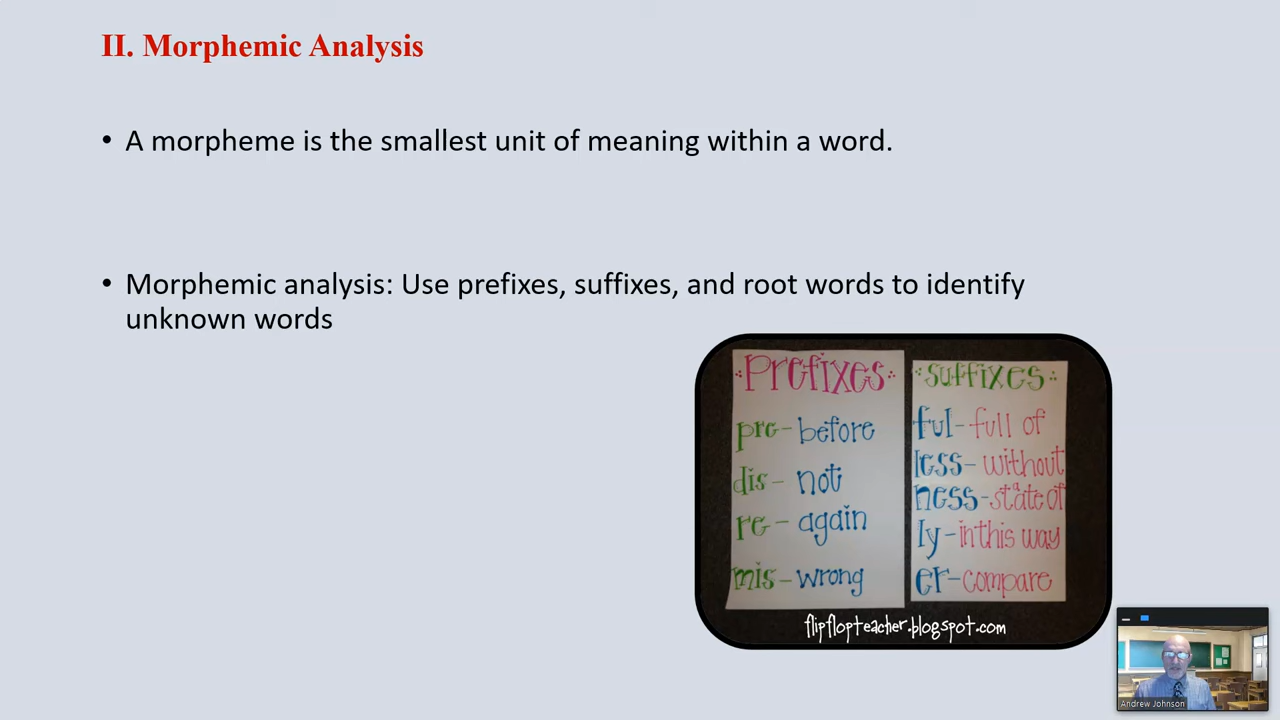 II. Morphemic Analysis
• A morpheme is the smallest unit of meaning within a word.
• Morphemic analysis: Use prefixes, suffixes, and root words to identify
unknown words
Prefixes
pre - before
dis - not
re - again
mis - wrong
suffixes
ful - full of
less - without
ness - state of
ly - in this way
er - compare
flipflopteacher.blogspot.com
Andrew Johnson